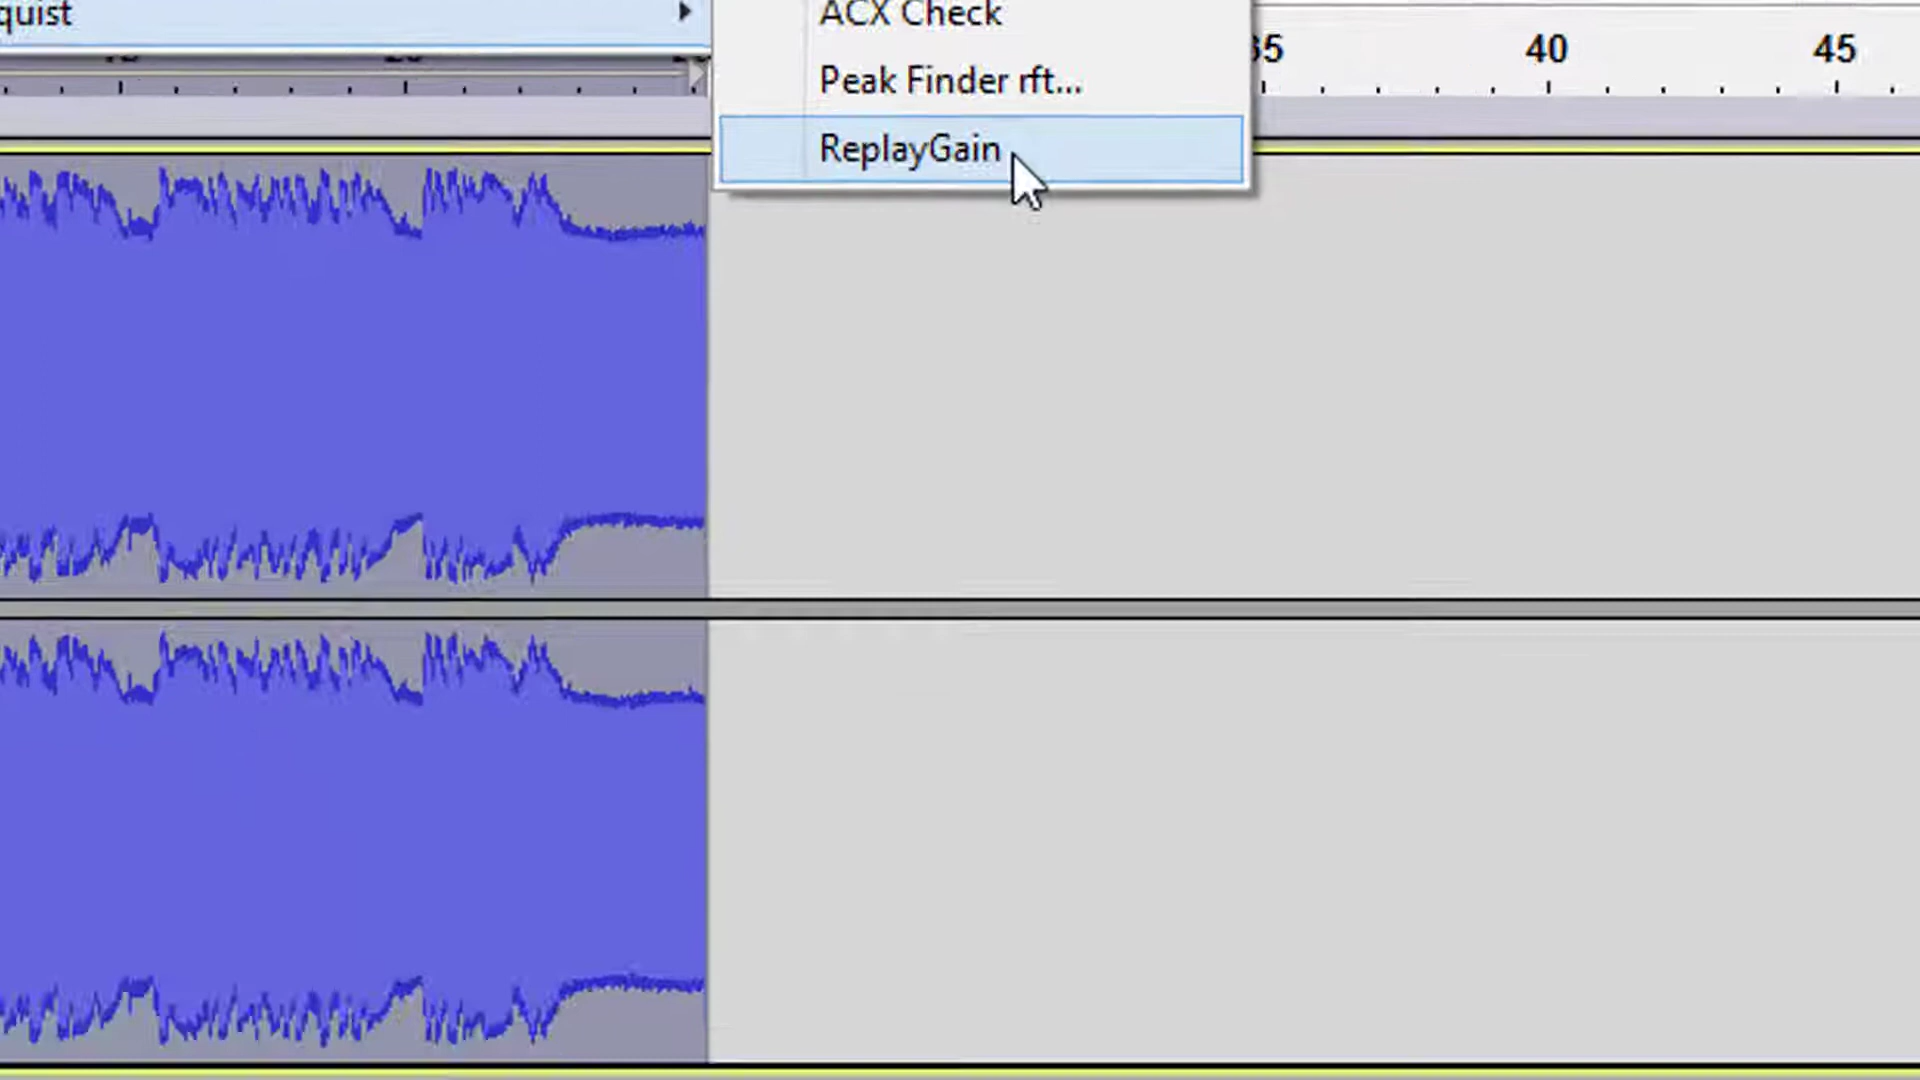 quist
ACX Check
Peak Finder rft...
ReplayGain
35 40 45